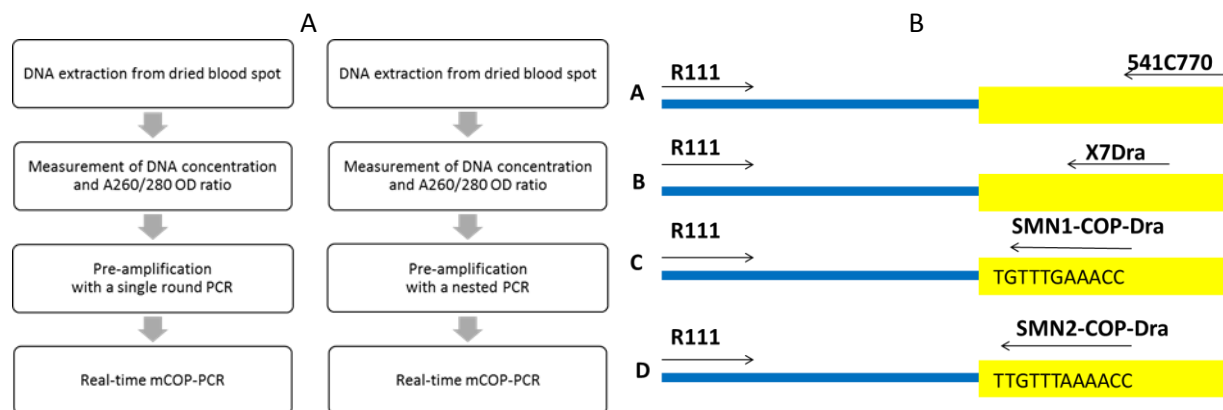 A
DNA extraction from dried blood spot
Measurement of DNA concentration
and A260/280 OD ratio
Pre-amplification
with a single round PCR
Real-time mCOP-PCR
DNA extraction from dried blood spot
Measurement of DNA concentration
and A260/280 OD ratio
Pre-amplification
with a nested PCR
Real-time mCOP-PCR
B
A
R111
541C770
B
R111
X7Dra
C
R111
SMN1-COP-Dra
TGTTTGAAACC
D
R111
SMN2-COP-Dra
TTGTTTAAAACC